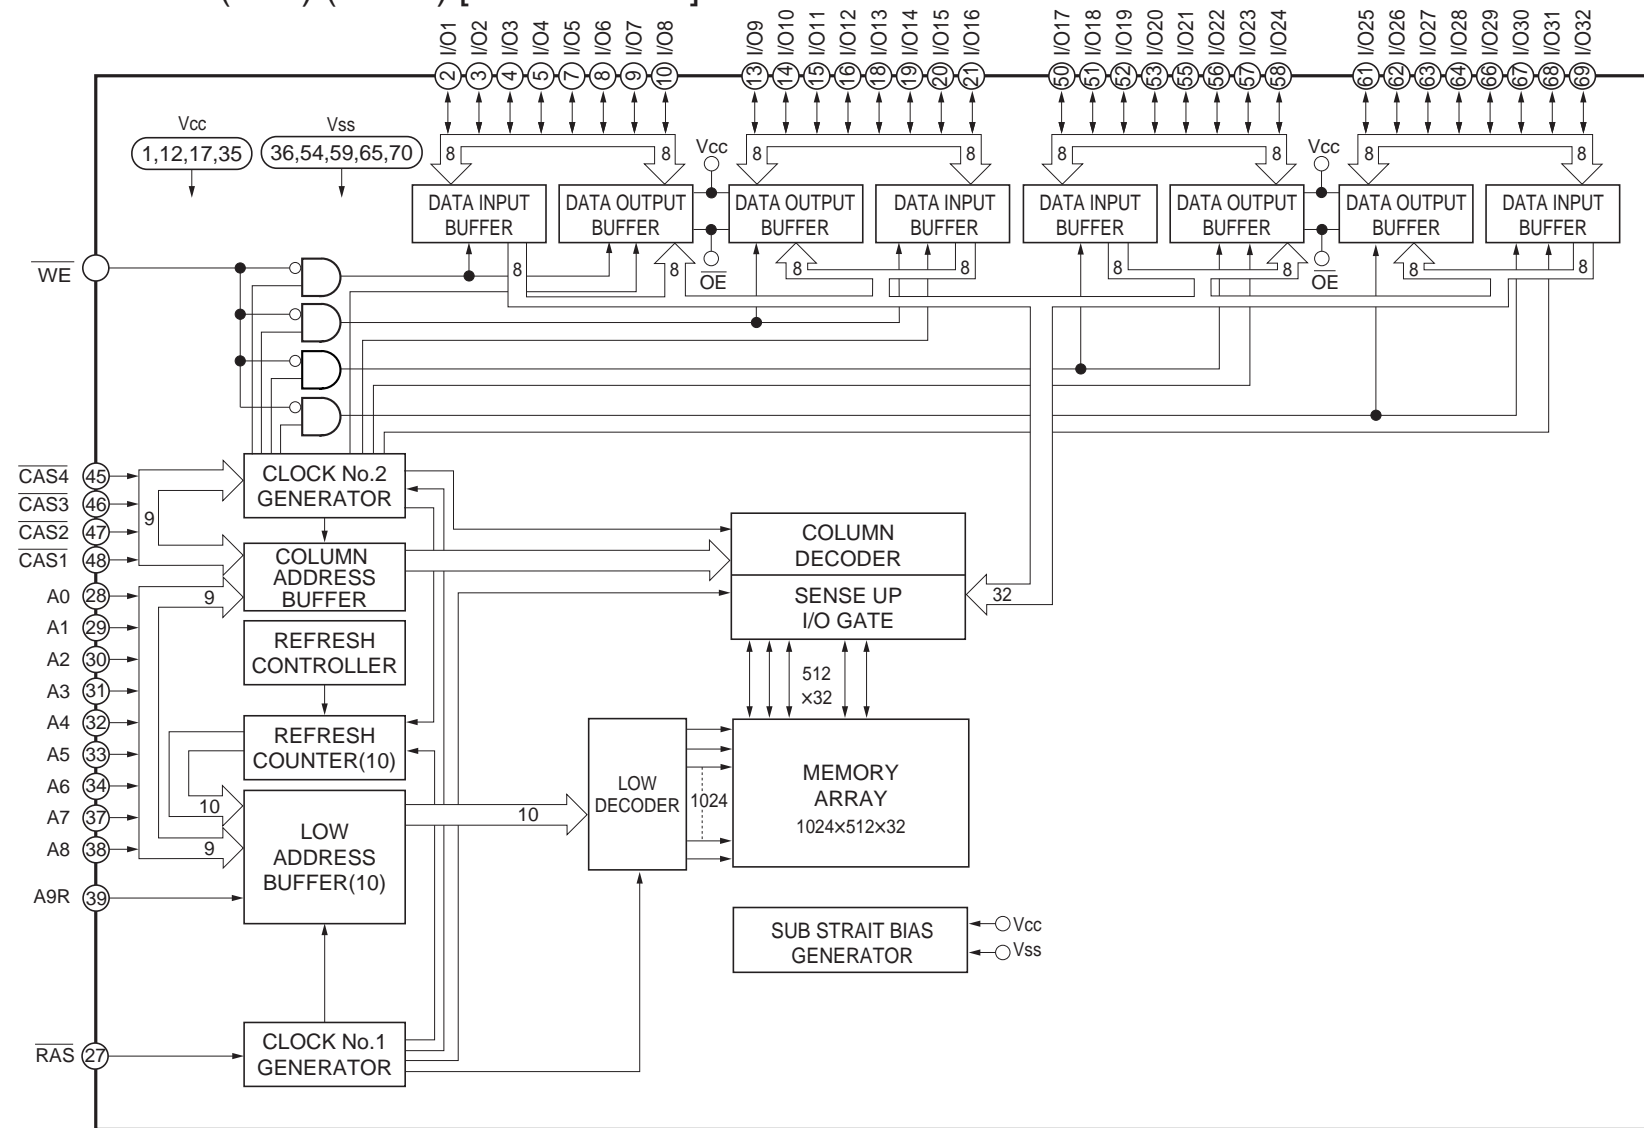 I/O1 I/O2 I/O3 I/O4 I/O5 I/O6 I/O7 I/O8 I/O9 I/O10 I/O11 I/O12 I/O13 I/O14 I/O15 I/O16 I/O17 I/O18 I/O19 I/O20 I/O21 I/O22 I/O23 I/O24 I/O25 I/O26 I/O27 I/O28 I/O29 I/O30 I/O31 I/O32
2 3 4 5 7 8 9 10 13 14 15 16 18 19 20 21 50 51 52 53 55 56 57 58 61 62 63 64 66 67 68 69
Vcc
1,12,17,35
Vss
36,54,59,65,70
8 8 Vcc 8 8 8 8 Vcc 8 8
DATA INPUT
BUFFER
DATA OUTPUT
BUFFER
DATA OUTPUT
BUFFER
DATA INPUT
BUFFER
DATA INPUT
BUFFER
DATA OUTPUT
BUFFER
DATA OUTPUT
BUFFER
DATA INPUT
BUFFER
8 8 OE 8 8 8 8 OE 8 8
WE
CAS4 45
CAS3 46
CAS2 47
CAS1 48
9
CLOCK No.2
GENERATOR
COLUMN
ADDRESS
BUFFER
COLUMN
DECODER
SENSE UP
I/O GATE
32
A0 28
A1 29
A2 30
A3 31
A4 32
A5 33
A6 34
A7 37
A8 38
A9R 39
9
REFRESH
CONTROLLER
REFRESH
COUNTER(10)
10
9
LOW
ADDRESS
BUFFER(10)
10
LOW
DECODER
1024
512
×32
MEMORY
ARRAY
1024×512×32
SUB STRAIT BIAS
GENERATOR
Vcc
Vss
RAS 27
CLOCK No.1
GENERATOR